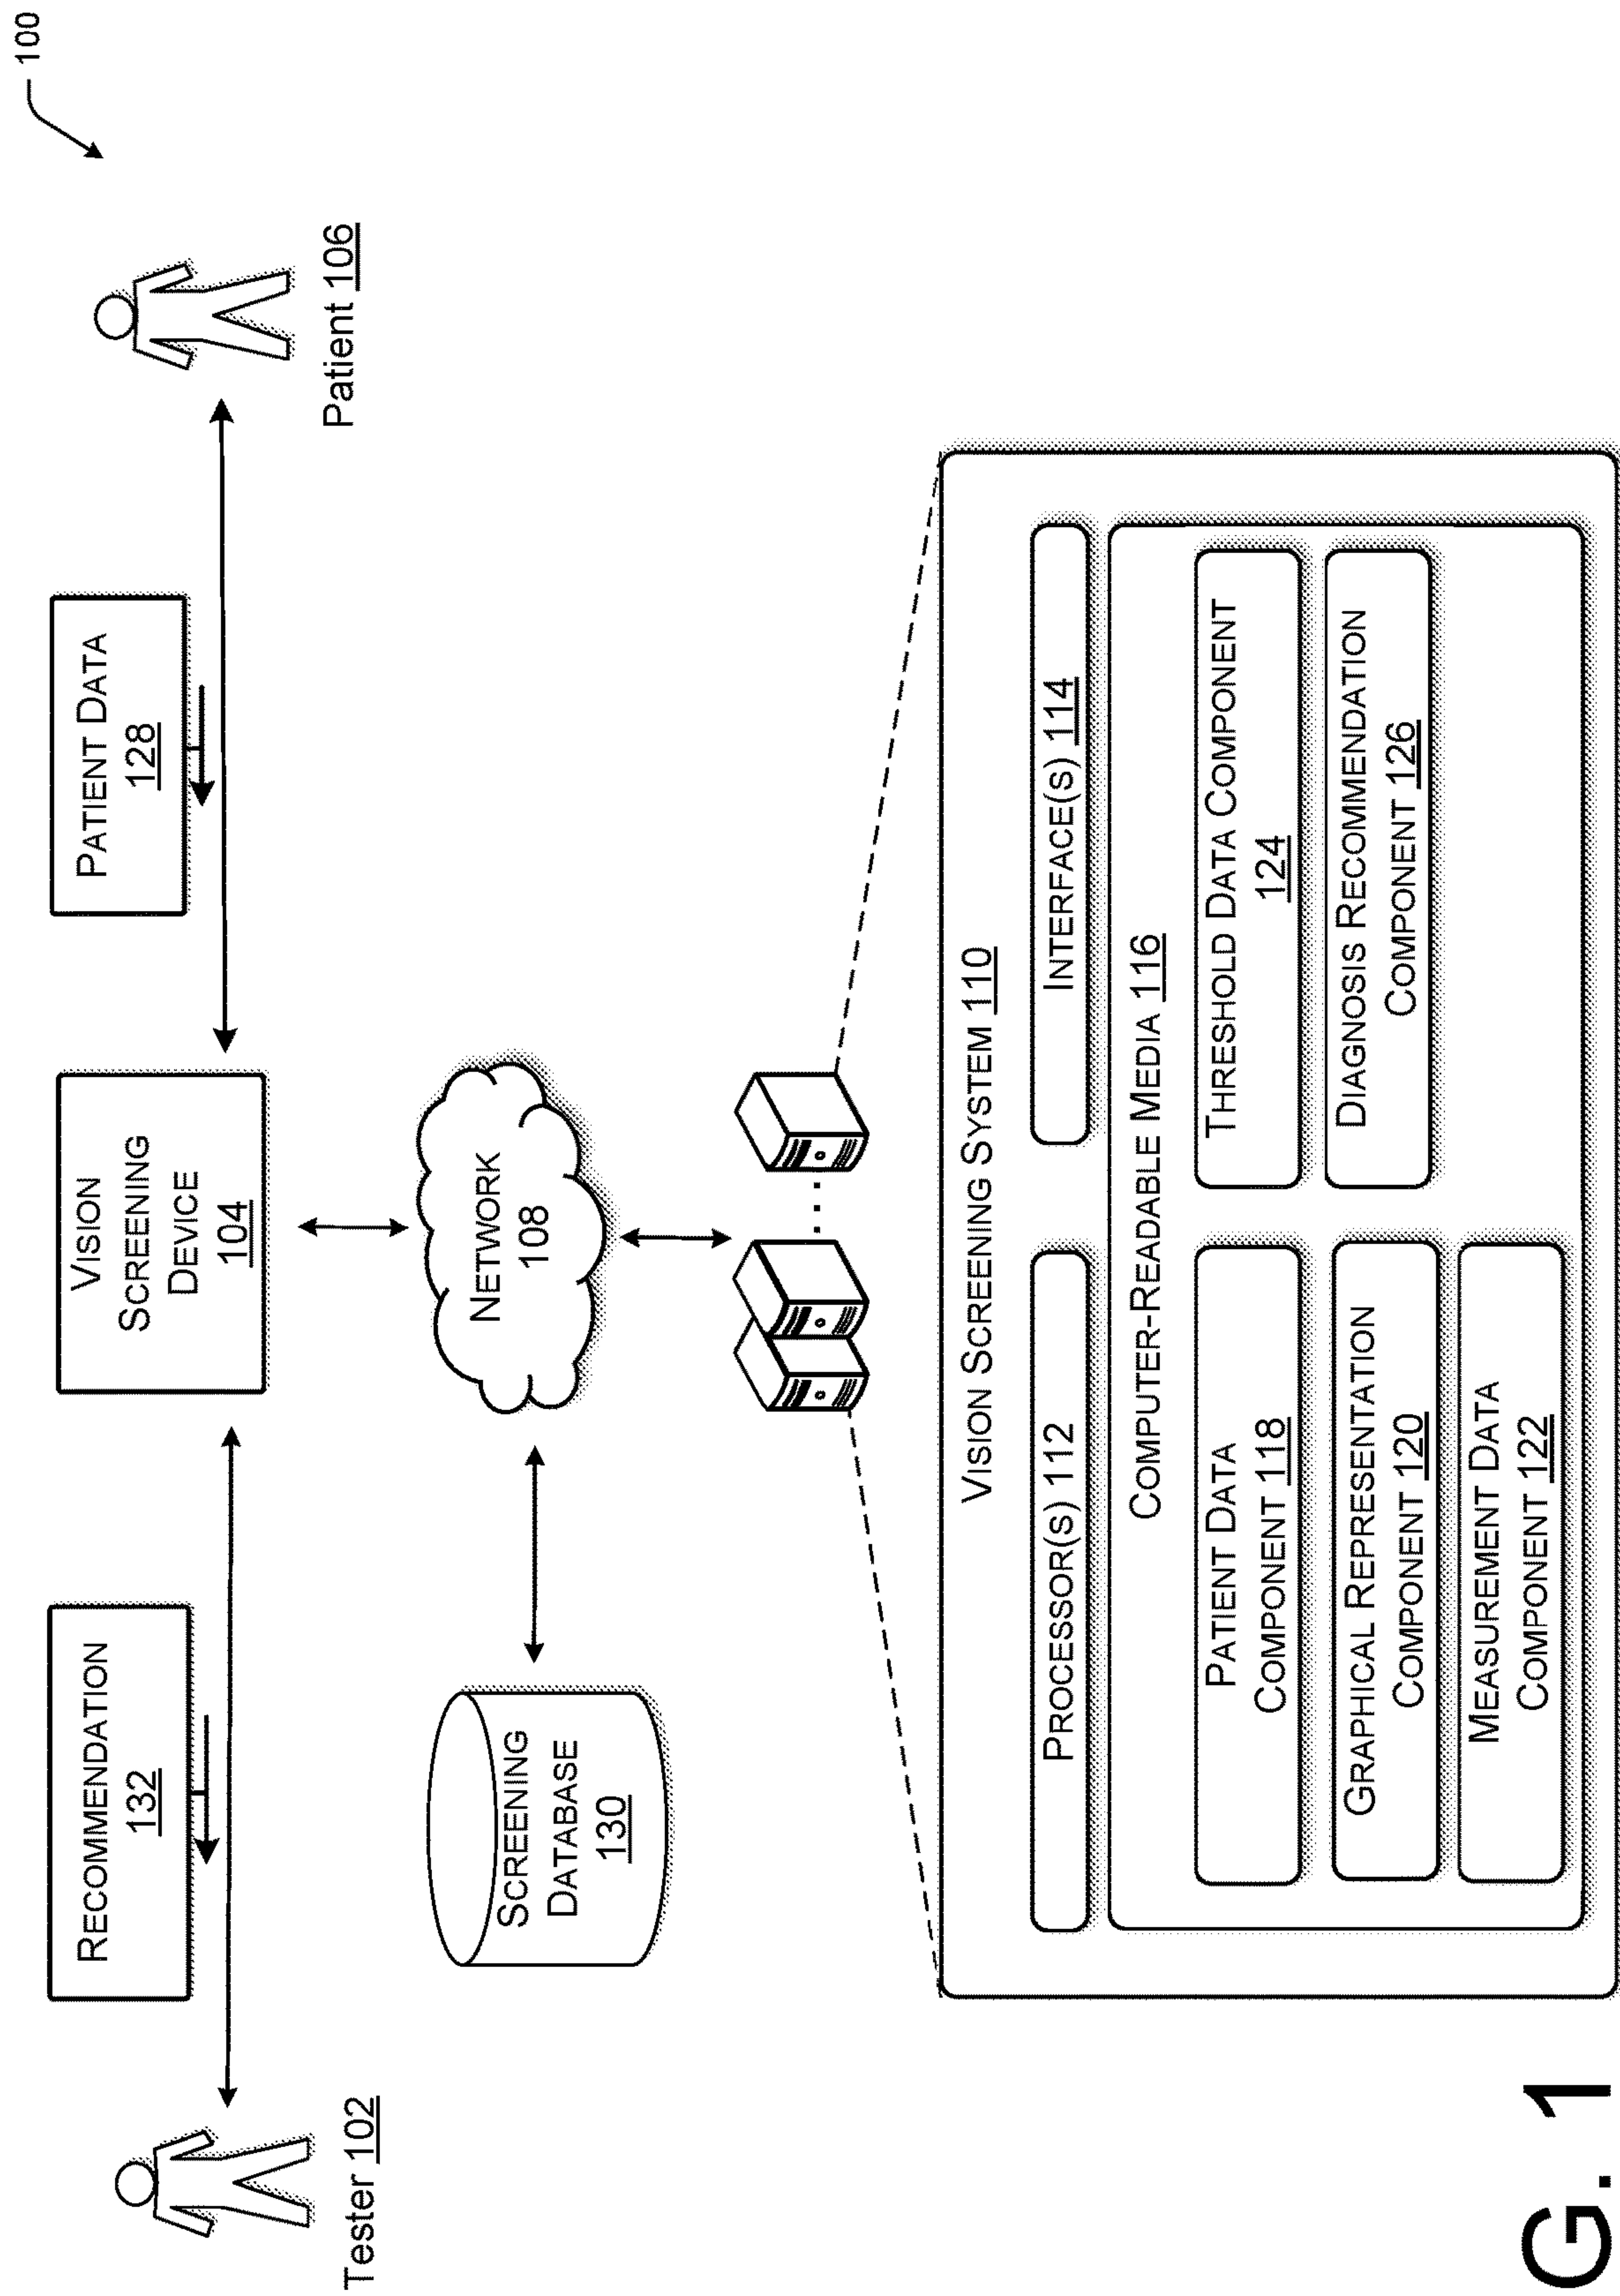 100
RECOMMENDATION
132
VISION
SCREENING
DEVICE
104
PATIENT DATA
128
Tester 102
Patient 106
SCREENING
DATABASE
130
NETWORK
108
VISION SCREENING SYSTEM 110
PROCESSOR(S) 112
INTERFACE(S) 114
COMPUTER-READABLE MEDIA 116
PATIENT DATA
COMPONENT 118
THRESHOLD DATA COMPONENT
124
GRAPHICAL REPRESENTATION
COMPONENT 120
DIAGNOSIS RECOMMENDATION
COMPONENT 126
MEASUREMENT DATA
COMPONENT 122
G. 1